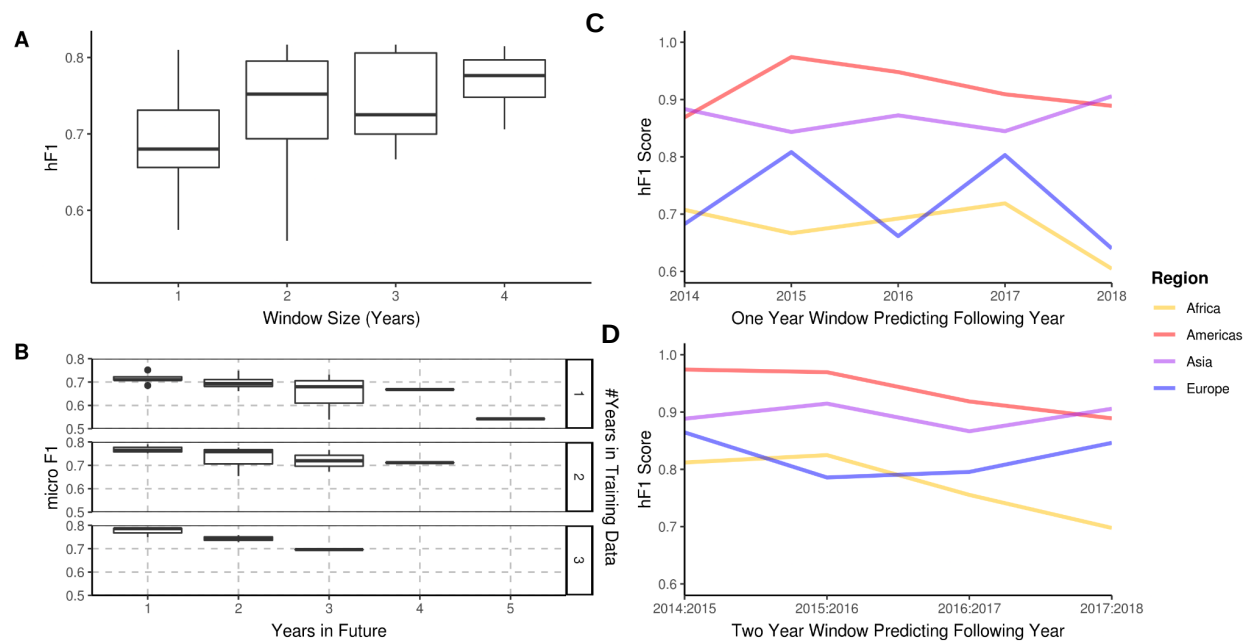 A
hF1
0.8
0.7
0.6
1 2 3 4
Window Size (Years)
B
micro F1
0.8
0.7
0.6
0.5
1
0.8
0.7
0.6
0.5
2
0.8
0.7
0.6
0.5
3
#Years in Training Data
1 2 3 4 5
Years in Future
C
hF1 Score
1.0
0.9
0.8
0.7
0.6
2014 2015 2016 2017 2018
One Year Window Predicting Following Year
D
hF1 Score
1.0
0.9
0.8
0.7
0.6
2014:2015 2015:2016 2016:2017 2017:2018
Two Year Window Predicting Following Year
Region
Africa
Americas
Asia
Europe